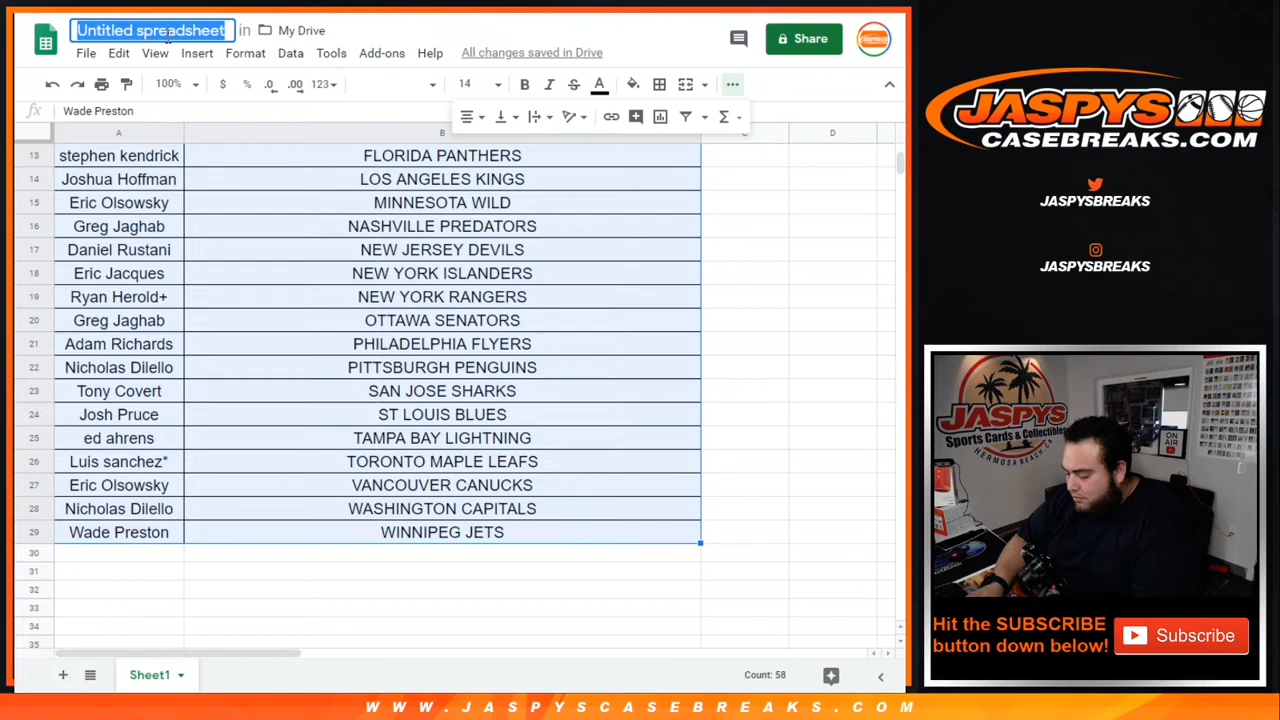 Untitled spreadsheet in My Drive
File Edit View Insert Format Data Tools Add-ons Help All changes saved in Drive
Share
100% $ % .0 .00 123 14 B I S A
fx Wade Preston
A B D
13 stephen kendrick FLORIDA PANTHERS
14 Joshua Hoffman LOS ANGELES KINGS
15 Eric Olsowsky MINNESOTA WILD
16 Greg Jaghab NASHVILLE PREDATORS
17 Daniel Rustani NEW JERSEY DEVILS
18 Eric Jacques NEW YORK ISLANDERS
19 Ryan Herold+ NEW YORK RANGERS
20 Greg Jaghab OTTAWA SENATORS
21 Adam Richards PHILADELPHIA FLYERS
22 Nicholas Dilello PITTSBURGH PENGUINS
23 Tony Covert SAN JOSE SHARKS
24 Josh Pruce ST LOUIS BLUES
25 ed ahrens TAMPA BAY LIGHTNING
26 Luis sanchez* TORONTO MAPLE LEAFS
27 Eric Olsowsky VANCOUVER CANUCKS
28 Nicholas Dilello WASHINGTON CAPITALS
29 Wade Preston WINNIPEG JETS
30
31
32
33
34
35
Sheet1
Count: 58
JASPYS
CASEBREAKS.COM
JASPYSBREAKS
JASPYSBREAKS
JASPYS
Sports Cards & Collectibles
HERMOSA BEACH CA
ON AIR
Hit the SUBSCRIBE
button down below!
Subscribe
WWW.JASPYSCASEBREAKS.COM